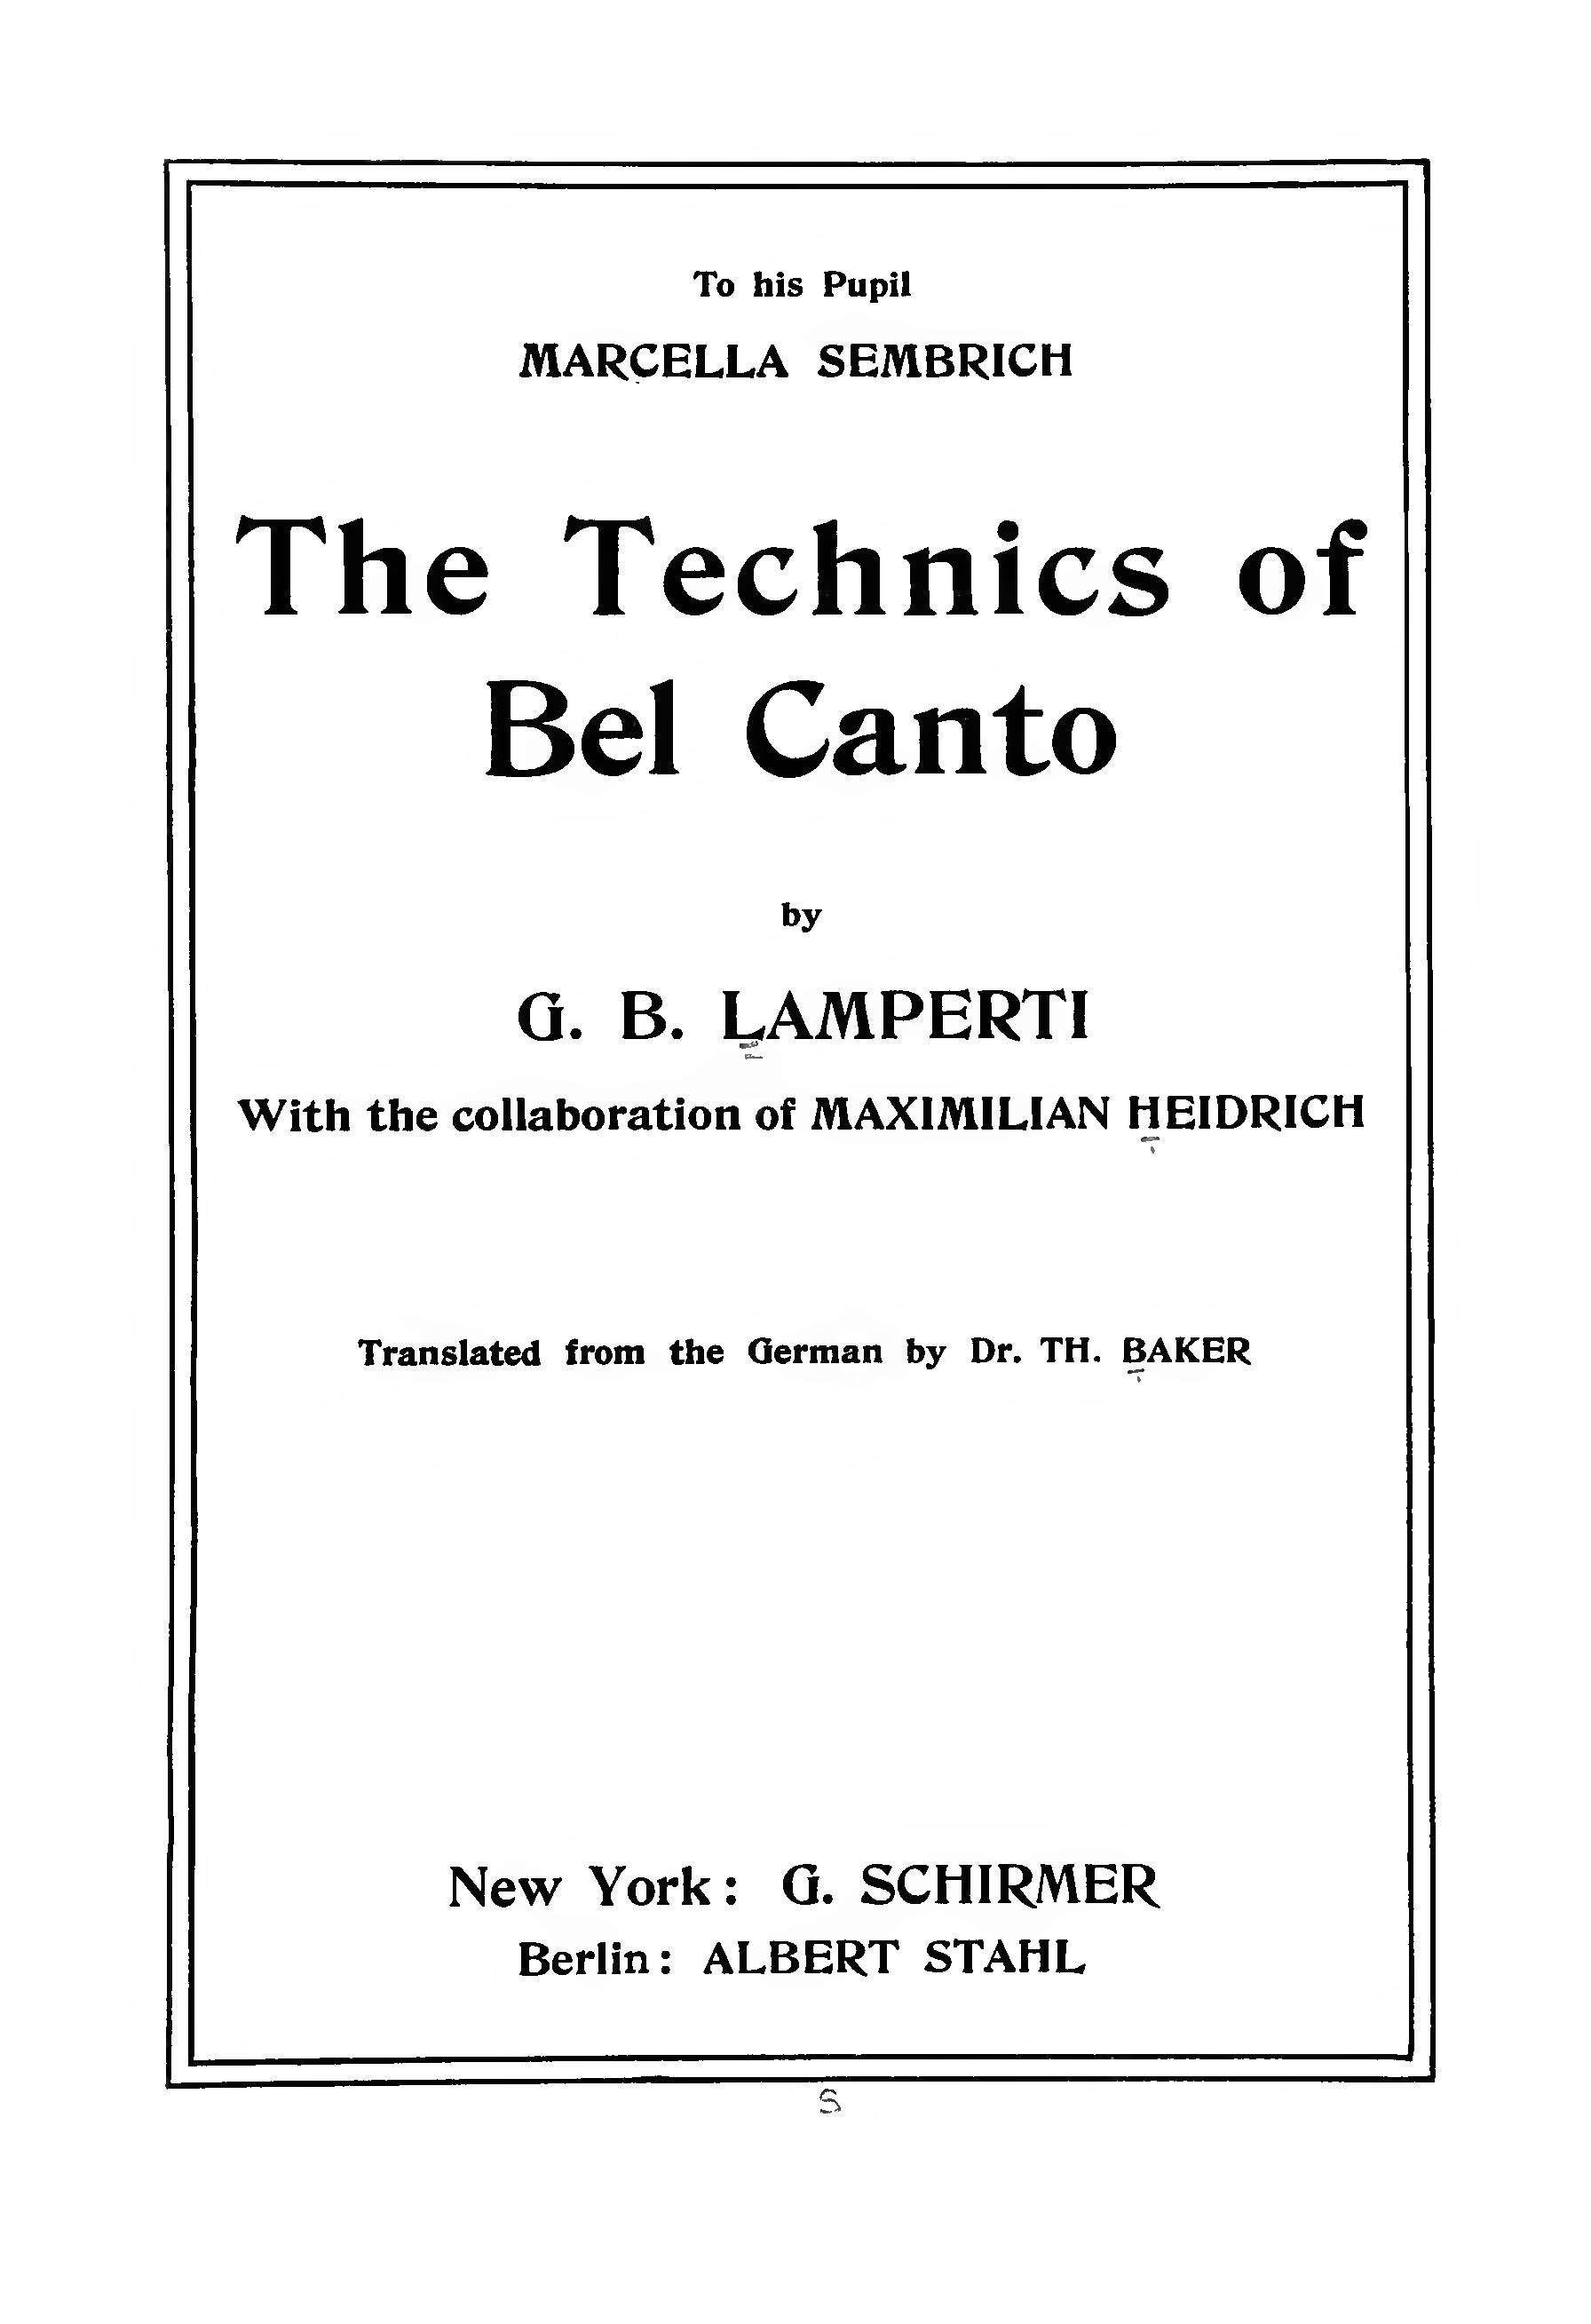 To his Pupil
MARCELLA SEMBRICH
The Technics of
Bel Canto
by
G. B. LAMPERTI
With the collaboration of MAXIMILIAN HEIDRICH
Translated from the German by Dr. TH. BAKER
New York: G. SCHIRMER
Berlin: ALBERT STAHL
S